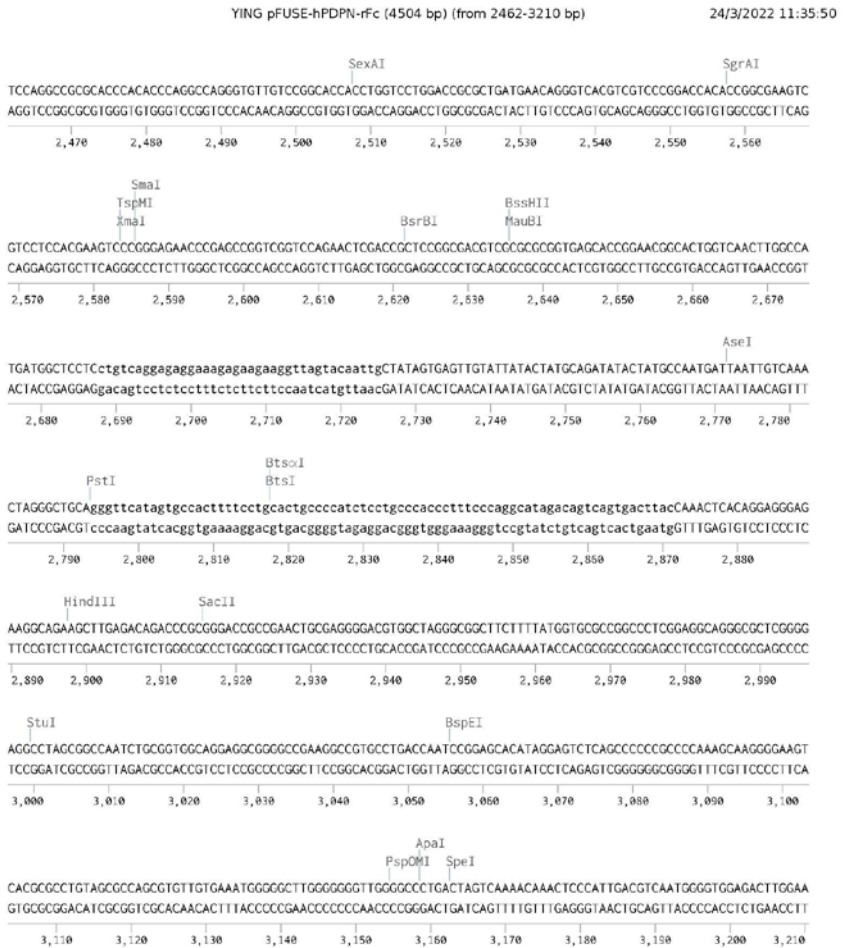 YING pFUSE-hPDPN-rFc (4504 bp) (from 2462-3210 bp) 24/3/2022 11:35:50
SexAI SgrAI
TCCAGGCCGCGCACCCACACCCAGGCCAGGGTGTTGTCCGGCACCACCTGGTCCTGGACCGCGCTGATGAACAGGGTCACGTCGTCCCGGACCACACCGGCGAAGTC
AGGTCCGGCGCGTGGGTGTGGGTCCGGTCCCACAACAGGCCGTGGTGGACCAGGACCTGGCGCGACTACTTGTCCCAGTGCAGCAGGGCCTGGTGTGGCCGCTTCAG
2,470 2,480 2,490 2,500 2,510 2,520 2,530 2,540 2,550 2,560
SmaI
TspMI BssHII
XmaI BsrBI MauBI
GTCCTCCACGAAGTCCCGGGAGAACCCGAGCCGGTCGGTCCAGAACTCGACCGCTCCGGCGACGTCGCGCGCGGTGAGCACCGGAACGGCACTGGTCAACTTGGCCA
CAGGAGGTGCTTCAGGGCCCTCTTGGGCTCGGCCAGCCAGGTCTTGAGCTGGCGAGGCCGCTGCAGCGCGCGCCACTCGTGGCCTTGCCGTGACCAGTTGAACCGGT
2,570 2,580 2,590 2,600 2,610 2,620 2,630 2,640 2,650 2,660 2,670
AseI
TGATGGCTCCTCctgtcaggagaggaaagagaagaaggttagtacaattgCTATAGTGAGTTGTATTATACTATGCAGATATACTATGCCAATGATTAATTGTCAAA
ACTACCGAGGAGgacagtcctctcctttctcttcttccaatcatgttaacGATATCACTCAACATAATATGATACGTCTATATGATACGGTTACTAATTAACAGTTT
2,680 2,690 2,700 2,710 2,720 2,730 2,740 2,750 2,760 2,770 2,780
BtsαI
PstI BtsI
CTAGGGCTGCAgggttcatagtgccacttttcctgcactgccccatctcctgcccaccctttcccaggcatagacagtcagtgacttacCAAACTCACAGGAGGGAG
GATCCCGACGTcccaagtatcacggtgaaaaggacgtgacggggtagaggacgggtgggaaagggtccgtatctgtcagtcactgaatgGTTTGAGTGTCCTCCCTC
2,790 2,800 2,810 2,820 2,830 2,840 2,850 2,860 2,870 2,880
HindIII SacII
AAGGCAGAAGCTTGAGACAGACCCGCGGGACCGCCGAACTGCGAGGGGACGTGGCTAGGGCGGCTTCTTTTATGGTGCGCCGGCCCTCGGAGGCAGGGCGCTCGGGG
TTCCGTCTTCGAACTCTGTCTGGGCGCCCTGGCGGCTTGACGCTCCCCTGCACCGATCCCGCCGAAGAAAATACCACGCGGCCGGGAGCCTCCGTCCCGCGAGCCCC
2,890 2,900 2,910 2,920 2,930 2,940 2,950 2,960 2,970 2,980 2,990
StuI BspEI
AGGCCTAGCGGCCAATCTGCGGTGGCAGGAGGCGGGGCCGAAGGCCGTGCCTGACCAATCCGGAGCACATAGGAGTCTCAGCCCCCCGCCCCAAAGCAAGGGGAAGT
TCCGGATCGCCGGTTAGACGCCACCGTCCTCCGCCCCGGCTTCCGGCACGGACTGGTTAGGCCTCGTGTATCCTCAGAGTCGGGGGGCGGGGTTTCGTTCCCCTTCA
3,000 3,010 3,020 3,030 3,040 3,050 3,060 3,070 3,080 3,090 3,100
ApaI
PspOMI SpeI
CACGCGCCTGTAGCGCCAGCGTGTTGTGAAATGGGGGCTTGGGGGGGTTGGGGCCCTGACTAGTCAAAACAAACTCCCATTGACGTCAATGGGGTGGAGACTTGGAA
GTGCGCGGACATCGCGGTCGCACAACACTTTACCCCCGAACCCCCCCAACCCCGGGACTGATCAGTTTTGTTTGAGGGTAACTGCAGTTACCCCACCTCTGAACCTT
3,110 3,120 3,130 3,140 3,150 3,160 3,170 3,180 3,190 3,200 3,210